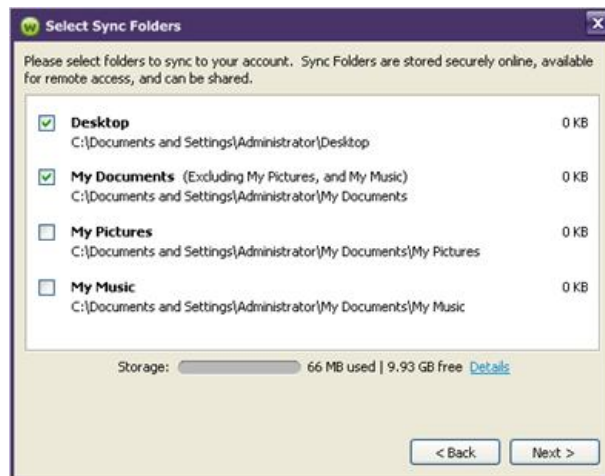 Select Sync Folders
Please select folders to sync to your account. Sync Folders are stored securely online, available
for remote access, and can be shared.
Desktop 0 KB
C:\Documents and Settings\Administrator\Desktop
My Documents (Excluding My Pictures, and My Music) 0 KB
C:\Documents and Settings\Administrator\My Documents
My Pictures 0 KB
C:\Documents and Settings\Administrator\My Documents\My Pictures
My Music 0 KB
C:\Documents and Settings\Administrator\My Documents\My Music
Storage: 66 MB used | 9.93 GB free Details
< Back Next >